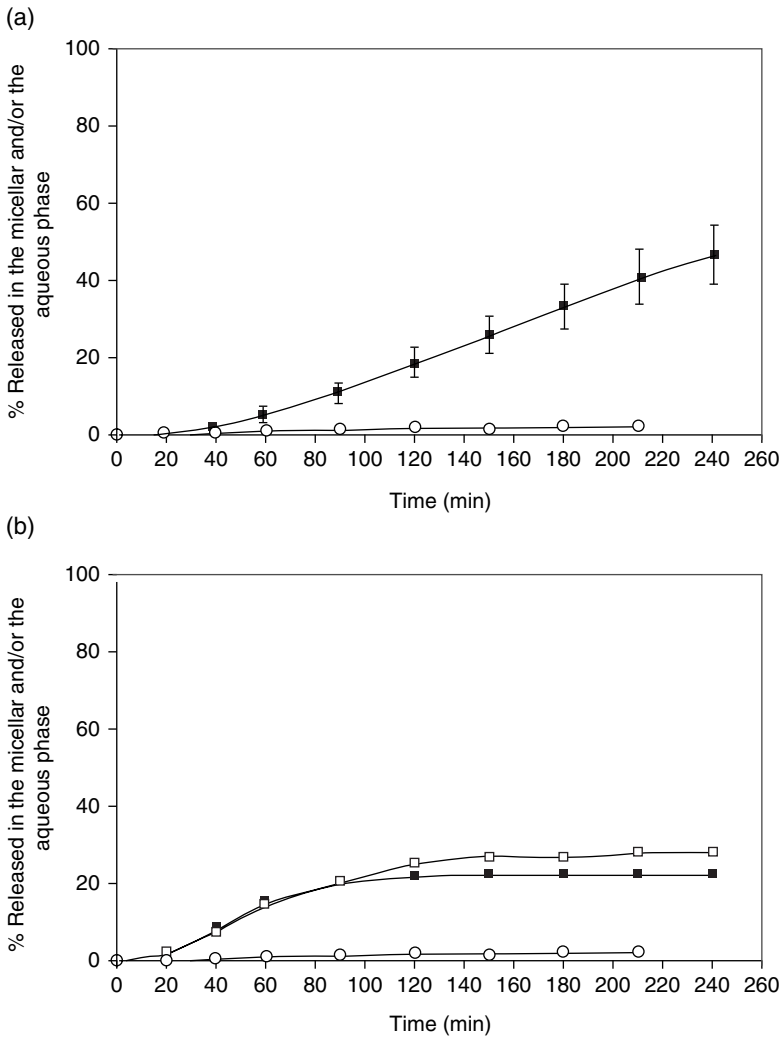 (a)
100
80
60
40
20
0
% Released in the micellar and/or the
aqueous phase
0 20 40 60 80 100 120 140 160 180 200 220 240 260
Time (min)
(b)
100
80
60
40
20
0
% Released in the micellar and/or the
aqueous phase
0 20 40 60 80 100 120 140 160 180 200 220 240 260
Time (min)